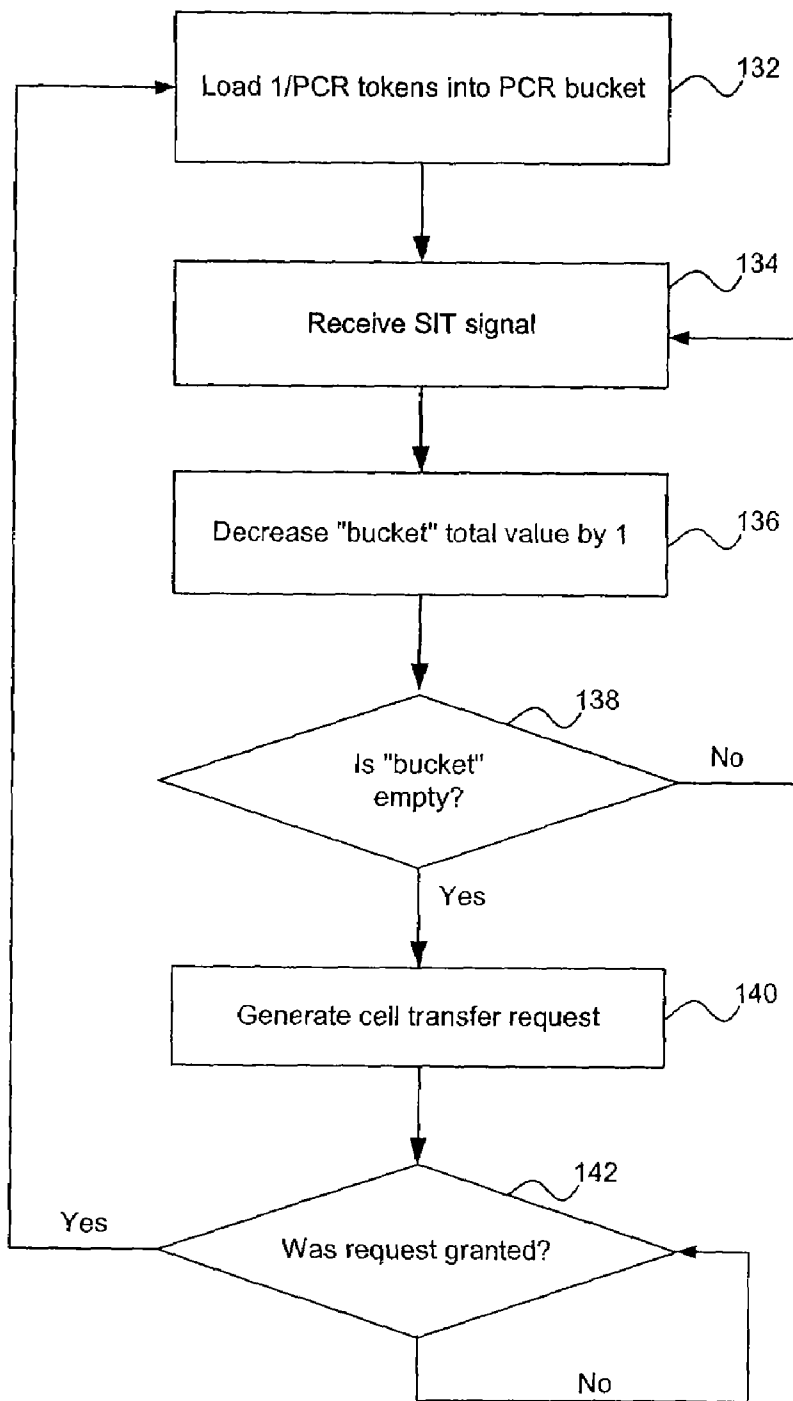 Load 1/PCR tokens into PCR bucket
132
134
Receive SIT signal
136
Decrease "bucket" total value by 1
138
Is "bucket"
empty?
No
Yes
140
Generate cell transfer request
142
Yes
Was request granted?
No